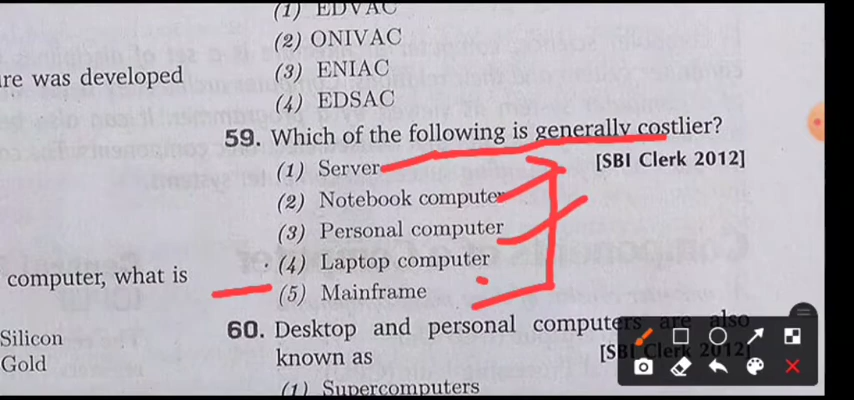 (1) EDVAC
(2) ONIVAC
(3) ENIAC
(4) EDSAC
59. Which of the following is generally costlier?
[SBI Clerk 2012]
(1) Server
(2) Notebook computer
(3) Personal computer
(4) Laptop computer
(5) Mainframe
60. Desktop and personal computers are also
known as [SBI Clerk 2012]
(1) Supercomputers
re was developed
computer, what is
Silicon
Gold